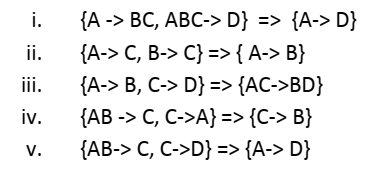 i. {A -> BC, ABC-> D} => {A-> D}
ii. {A-> C, B-> C} => { A-> B}
iii. {A-> B, C-> D} => {AC->BD}
iv. {AB -> C, C->A} => {C-> B}
v. {AB-> C, C->D} => {A-> D}